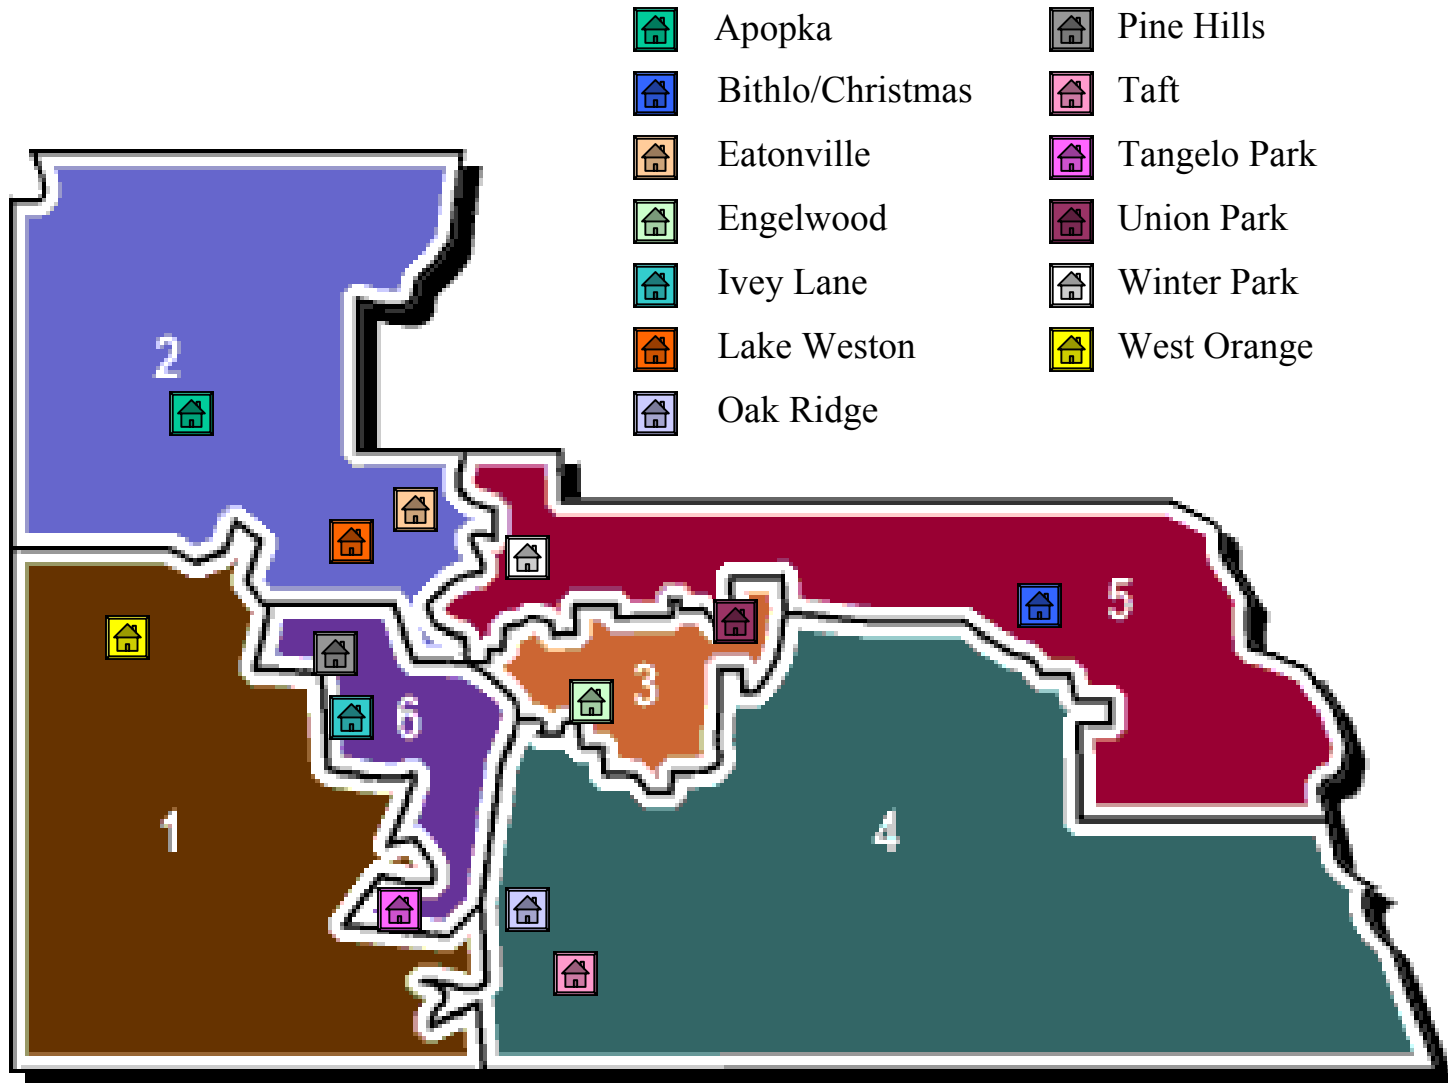 Apopka
Bithlo/Christmas
Eatonville
Engelwood
Ivey Lane
Lake Weston
Oak Ridge
Pine Hills
Taft
Tangelo Park
Union Park
Winter Park
West Orange
2
5
3
6
1
4